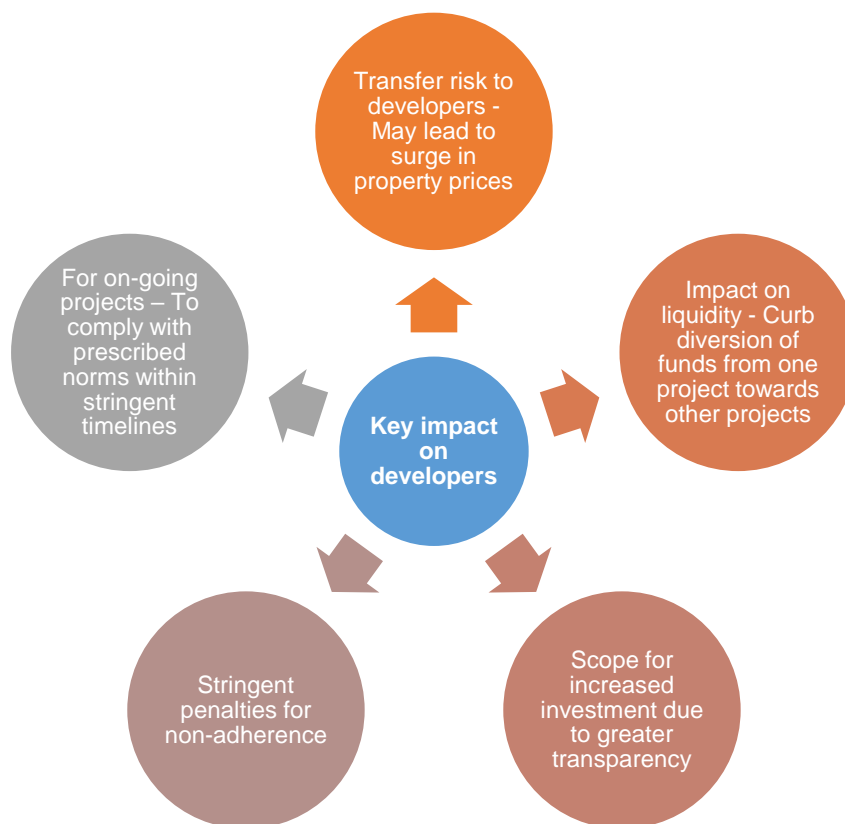 Transfer risk to
developers -
May lead to
surge in
property prices
For on-going
projects – To
comply with
prescribed
norms within
stringent
timelines
Impact on
liquidity - Curb
diversion of
funds from one
project towards
other projects
Key impact
on
developers
Stringent
penalties for
non-adherence
Scope for
increased
investment due
to greater
transparency